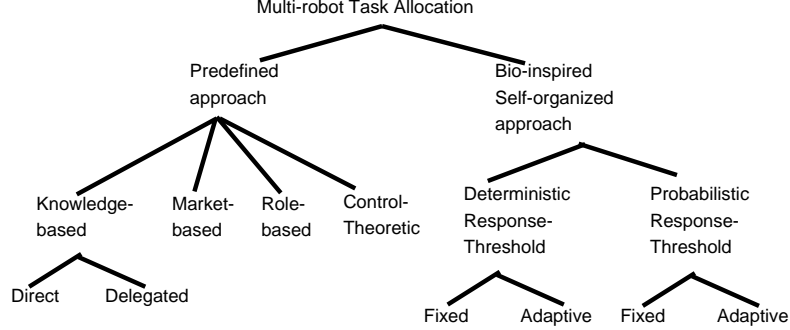 Multi-robot Task Allocation
Predefined
approach
Bio-inspired
Self-organized
approach
Knowledge-
based
Market-
based
Role-
based
Control-
Theoretic
Deterministic
Response-
Threshold
Probabilistic
Response-
Threshold
Direct
Delegated
Fixed
Adaptive
Fixed
Adaptive